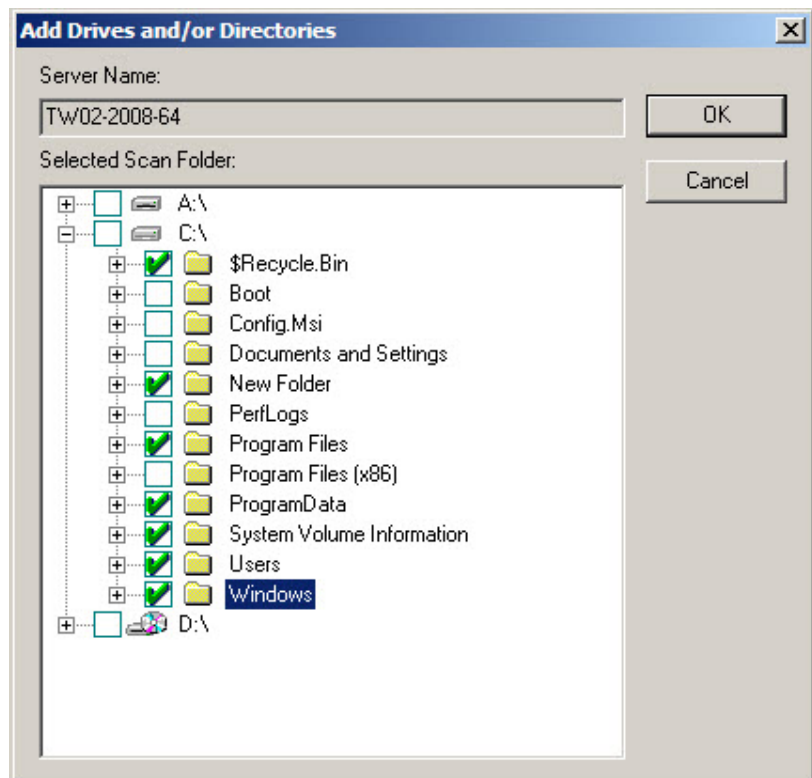 Add Drives and/or Directories
Server Name:
TW02-2008-64
OK
Selected Scan Folder:
Cancel
A:\
C:\
$Recycle.Bin
Boot
Config.Msi
Documents and Settings
New Folder
PerfLogs
Program Files
Program Files (x86)
ProgramData
System Volume Information
Users
Windows
D:\